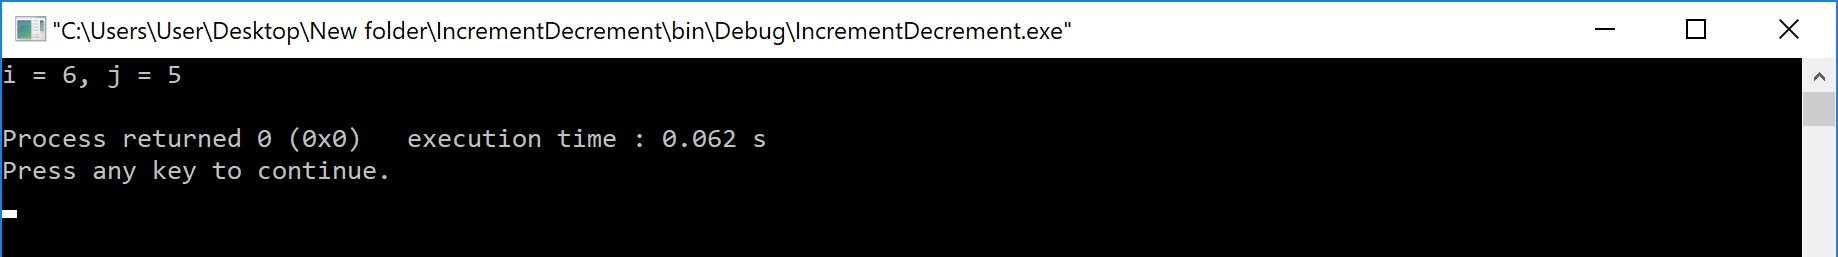 "C:\Users\User\Desktop\New folder\IncrementDecrement\bin\Debug\IncrementDecrement.exe"
i = 6, j = 5
Process returned 0 (0x0)   execution time : 0.062 s
Press any key to continue.